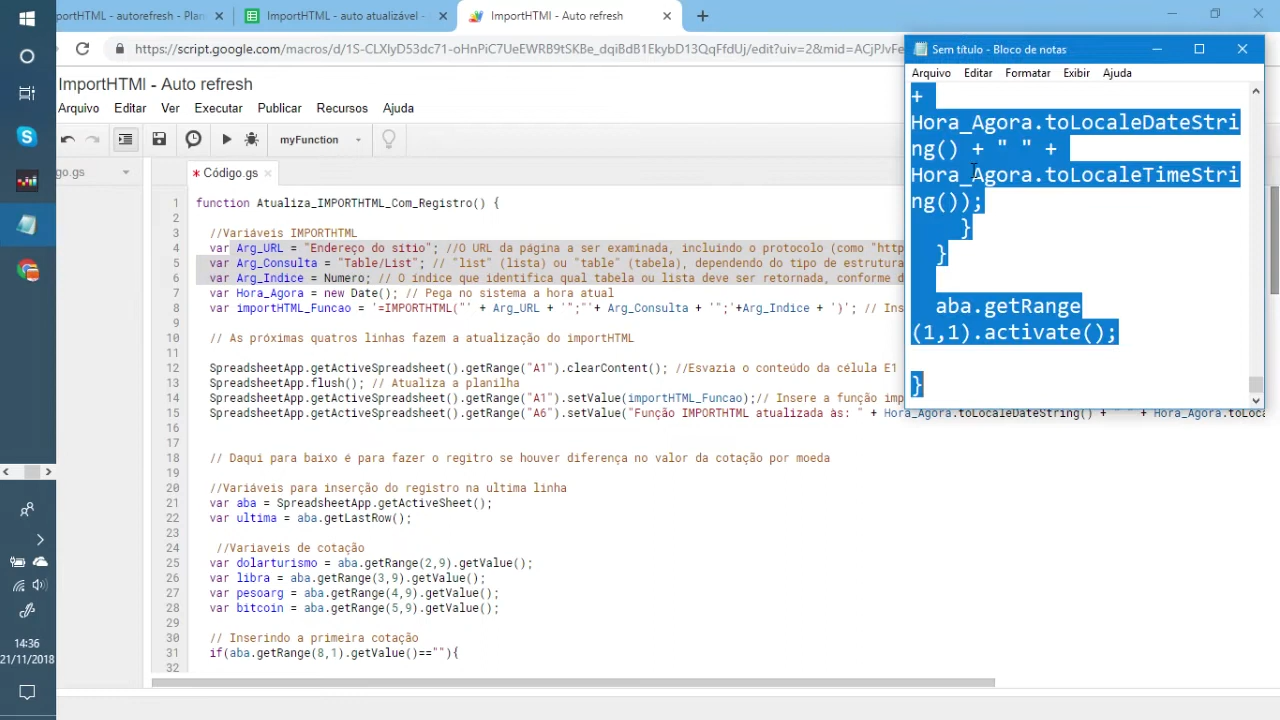 portHTML - autorefresh - Plan
ImportHTML - auto atualizável -
ImportHTMl - Auto refresh
https://script.google.com/macros/d/
Sem título - Bloco de notas
Arquivo Editar Formatar Exibir Ajuda
+
Hora_Agora.toLocaleDateStri
ng() + " " +
Hora_Agora.toLocaleTimeStri
ng());
}
}
aba.getRange
(1,1).activate();
}
ImportHTMl - Auto refresh
Arquivo Editar Ver Executar Publicar Recursos Ajuda
myFunction
go.gs
* Código.gs
1 function Atualiza_IMPORTHTML_Com_Registro() {
2
3 //Variáveis IMPORTHTML
4 var Arg_URL = "Endereço do sítio"; //O URL da página a ser examinada, incluindo o protocolo (como "http
5 var Arg_Consulta = "Table/List"; // "list" (lista) ou "table" (tabela), dependendo do tipo de estrutura
6 var Arg_Indice = Numero; // O índice que identifica qual tabela ou lista deve ser retornada, conforme d
7 var Hora_Agora = new Date(); // Pega no sistema a hora atual
8 var importHTML_Funcao = 'IMPORTHTML("' + Arg_URL + '";"'+ Arg_Consulta + '";'+Arg_Indice + ')'; // Ins
9
10 // As próximas quatros linhas fazem a atualização do importHTML
11
12 SpreadsheetApp.getActiveSpreadsheet().getRange("A1").clearContent(); //Esvazia o conteúdo da célula E1
13 SpreadsheetApp.flush(); // Atualiza a planilha
14 SpreadsheetApp.getActiveSpreadsheet().getRange("A1").setValue(importHTML_Funcao);// Insere a função imp
15 SpreadsheetApp.getActiveSpreadsheet().getRange("A6").setValue("Função IMPORTHTML atualizada às: " + Hora_Agora.toLocaleDateString() + " " + Hora_Agora.toLoca
16
17
18 // Daqui para baixo é para fazer o regitro se houver diferença no valor da cotação por moeda
19
20 //Variáveis para inserção do registro na ultima linha
21 var aba = SpreadsheetApp.getActiveSheet();
22 var ultima = aba.getLastRow();
23
24 //Variaveis de cotação
25 var dolarturismo = aba.getRange(2,9).getValue();
26 var libra = aba.getRange(3,9).getValue();
27 var pesoarg = aba.getRange(4,9).getValue();
28 var bitcoin = aba.getRange(5,9).getValue();
29
30 // Inserindo a primeira cotação
31 if(aba.getRange(8,1).getValue()==""){
32
14:36
21/11/2018